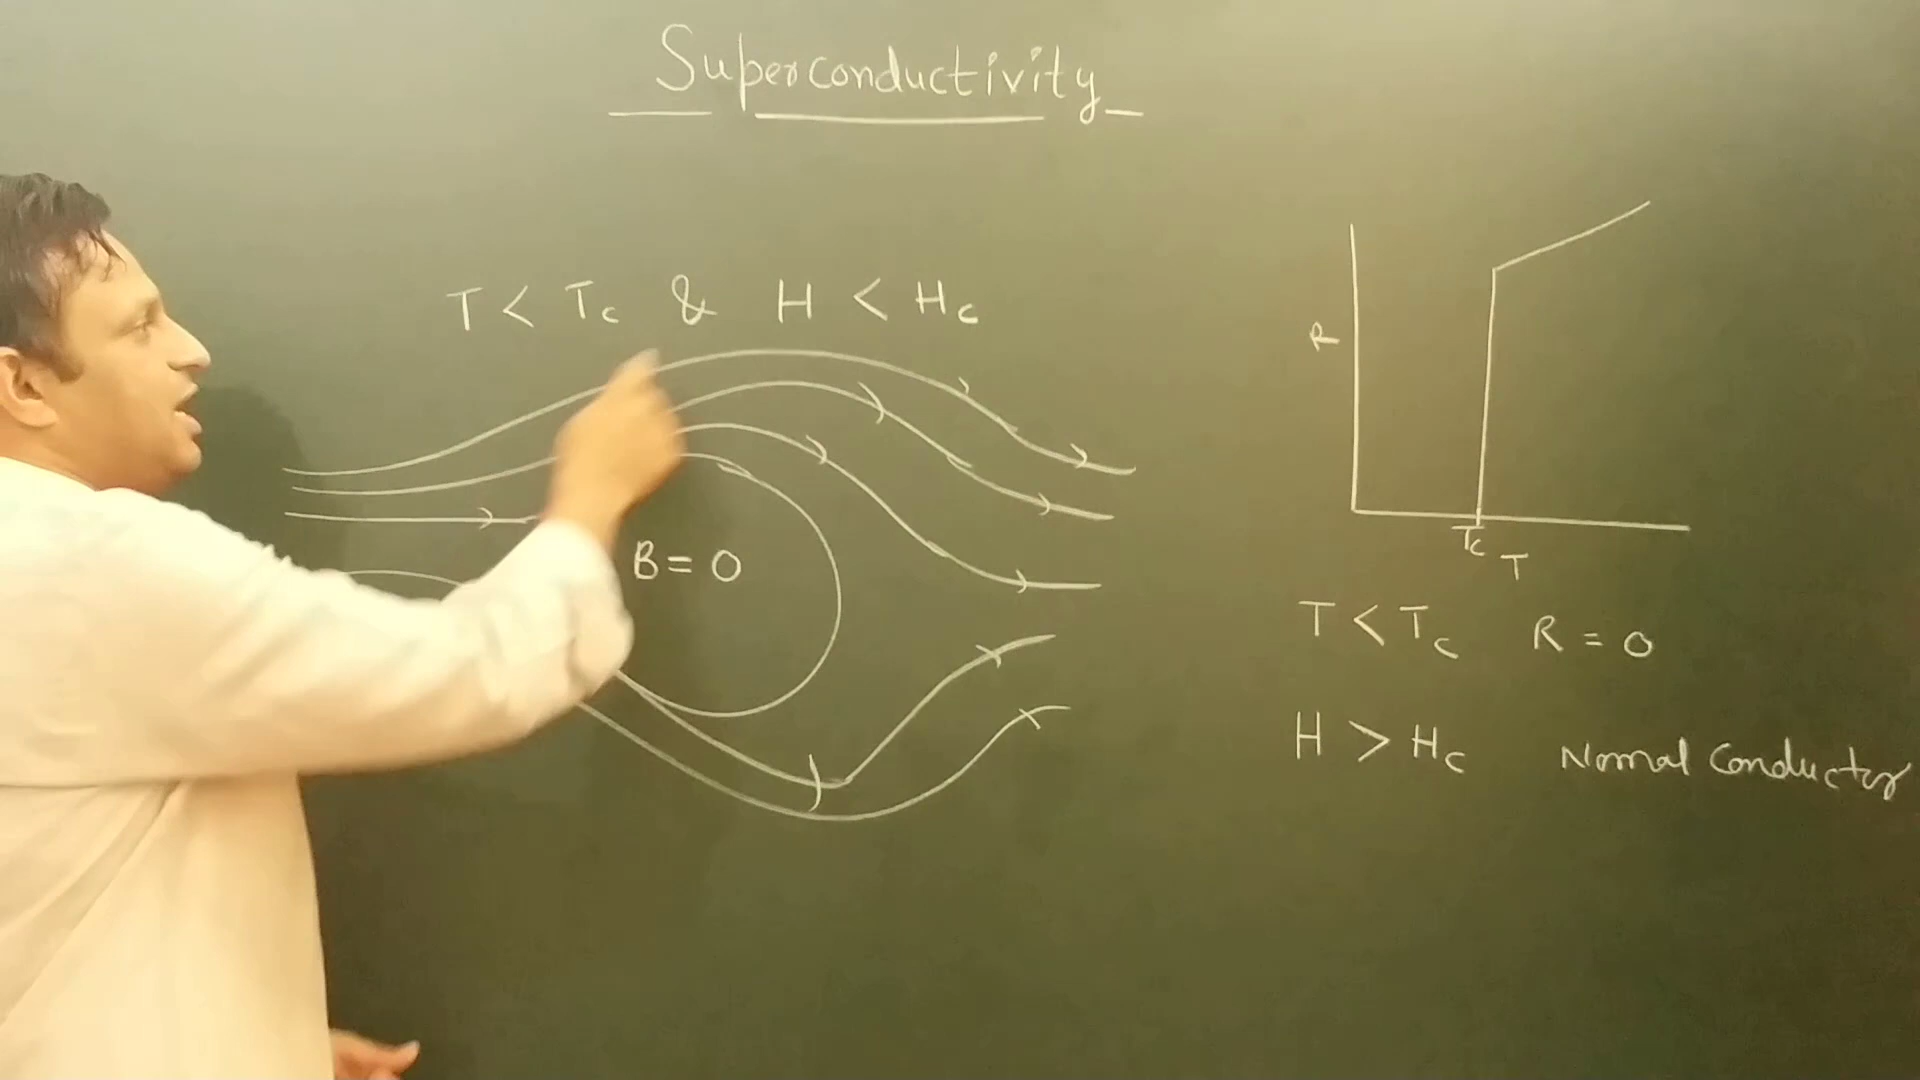 Superconductivity
T < Tc & H < Hc
B = 0
R
Tc
T
T < Tc R = 0
H > Hc Normal Conductor